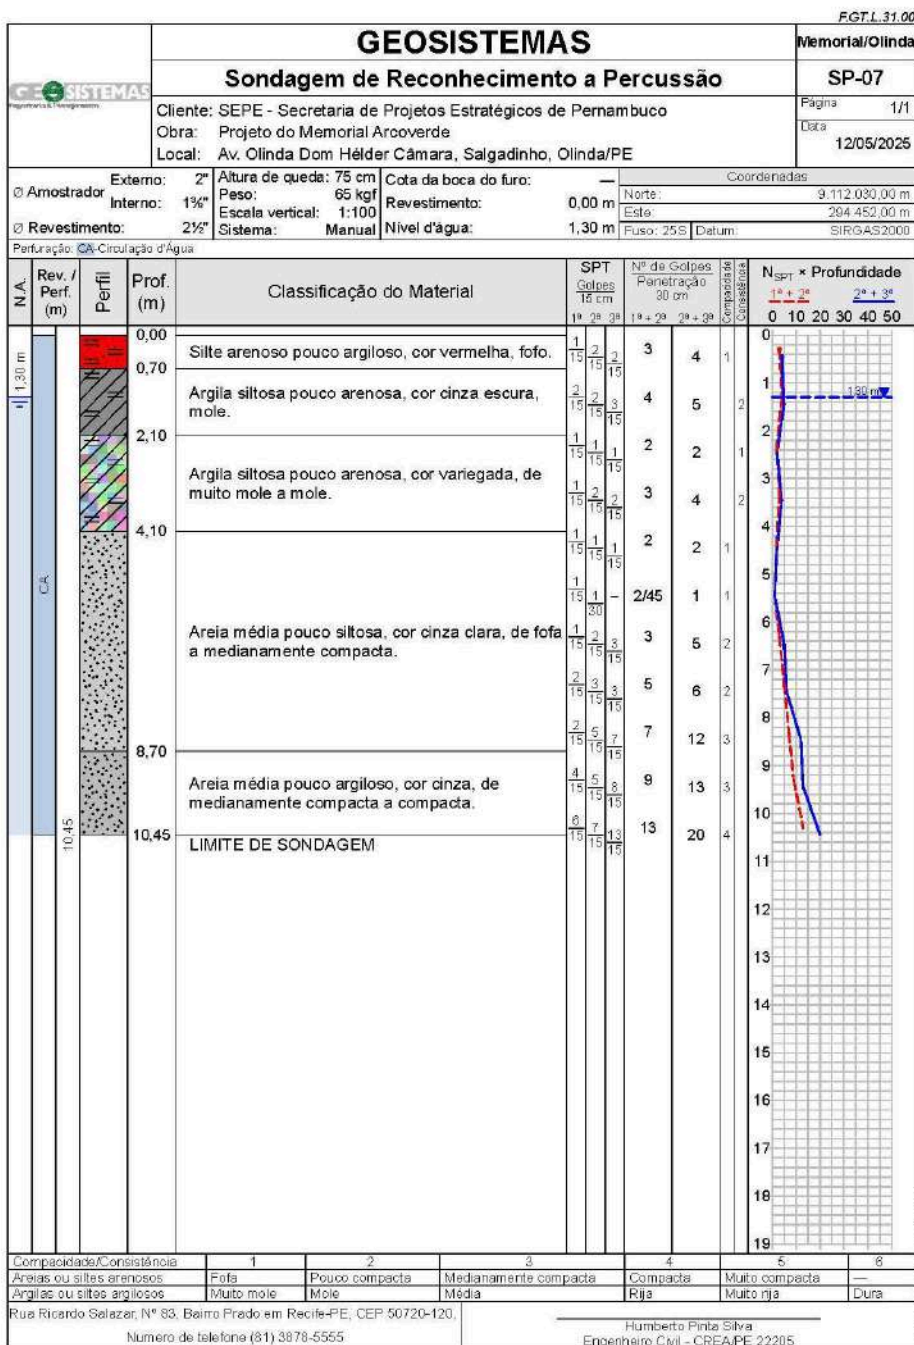 F.GT.L.31.00
GEOSISTEMAS
Memorial/Olinda
GEOSISTEMAS
Sondagem de Reconhecimento a Percussão
SP-07
Cliente: SEPE - Secretaria de Projetos Estratégicos de Pernambuco
Página 1/1
Obra: Projeto do Memorial Arcoverde
Data 12/05/2025
Local: Av. Olinda Dom Hélder Câmara, Salgadinho, Olinda/PE
Ø Amostrador Externo: 2" Interno: 1⅜"
Ø Revestimento: 2½"
Altura de queda: 75 cm
Peso: 65 kgf
Escala vertical: 1:100
Sistema: Manual
Cota da boca do furo: —
Revestimento: 0,00 m
Nível d'água: 1,30 m
Coordenadas
Norte: 9.112.030,00 m
Este: 294.452,00 m
Fuso: 25S Datum: SIRGAS2000
Perfuração: CA-Circulação d'Água
N.A.
Rev. / Perf. (m)
Perfil
Prof. (m)
Classificação do Material
SPT Golpes 15 cm 1ª 2ª 3ª
Nº de Golpes Penetração 30 cm 1ª + 2ª 2ª + 3ª
Compacidade Consistência
NSPT × Profundidade
1ª + 2ª 2ª + 3ª
0 10 20 30 40 50
1,30 m
CA
10,45
0,00
Silte arenoso pouco argiloso, cor vermelha, fofo.
1/15 2/15 2/15 3 4 1
0,70
Argila siltosa pouco arenosa, cor cinza escura,
mole.
2/15 2/15 3/15 4 5 2
2,10
1/15 1/15 1/15 2 2 1
Argila siltosa pouco arenosa, cor variegada, de
muito mole a mole.
1/15 2/15 2/15 3 4 2
4,10
1/15 1/15 1/15 2 2 1
1/15 1/30 - 2/45 1 1
Areia média pouco siltosa, cor cinza clara, de fofa
a medianamente compacta.
1/15 2/15 3/15 3 5 2
2/15 3/15 3/15 5 6 2
2/15 5/15 7/15 7 12 3
8,70
Areia média pouco argiloso, cor cinza, de
medianamente compacta a compacta.
4/15 5/15 8/15 9 13 3
6/15 7/15 13/15 13 20 4
10,45
LIMITE DE SONDAGEM
0
1
1,30 m
2
3
4
5
6
7
8
9
10
11
12
13
14
15
16
17
18
19
Compacidade/Consistência 1 2 3 4 5 6
Areias ou siltes arenosos Fofa Pouco compacta Medianamente compacta Compacta Muito compacta —
Argilas ou siltes argilosos Muito mole Mole Média Rija Muito rija Dura
Rua Ricardo Salazar, Nº 83, Bairro Prado em Recife-PE, CEP 50720-120,
Numero de telefone (81) 3878-5555
Humberto Pinta Silva
Engenheiro Civil - CREA/PE 22205